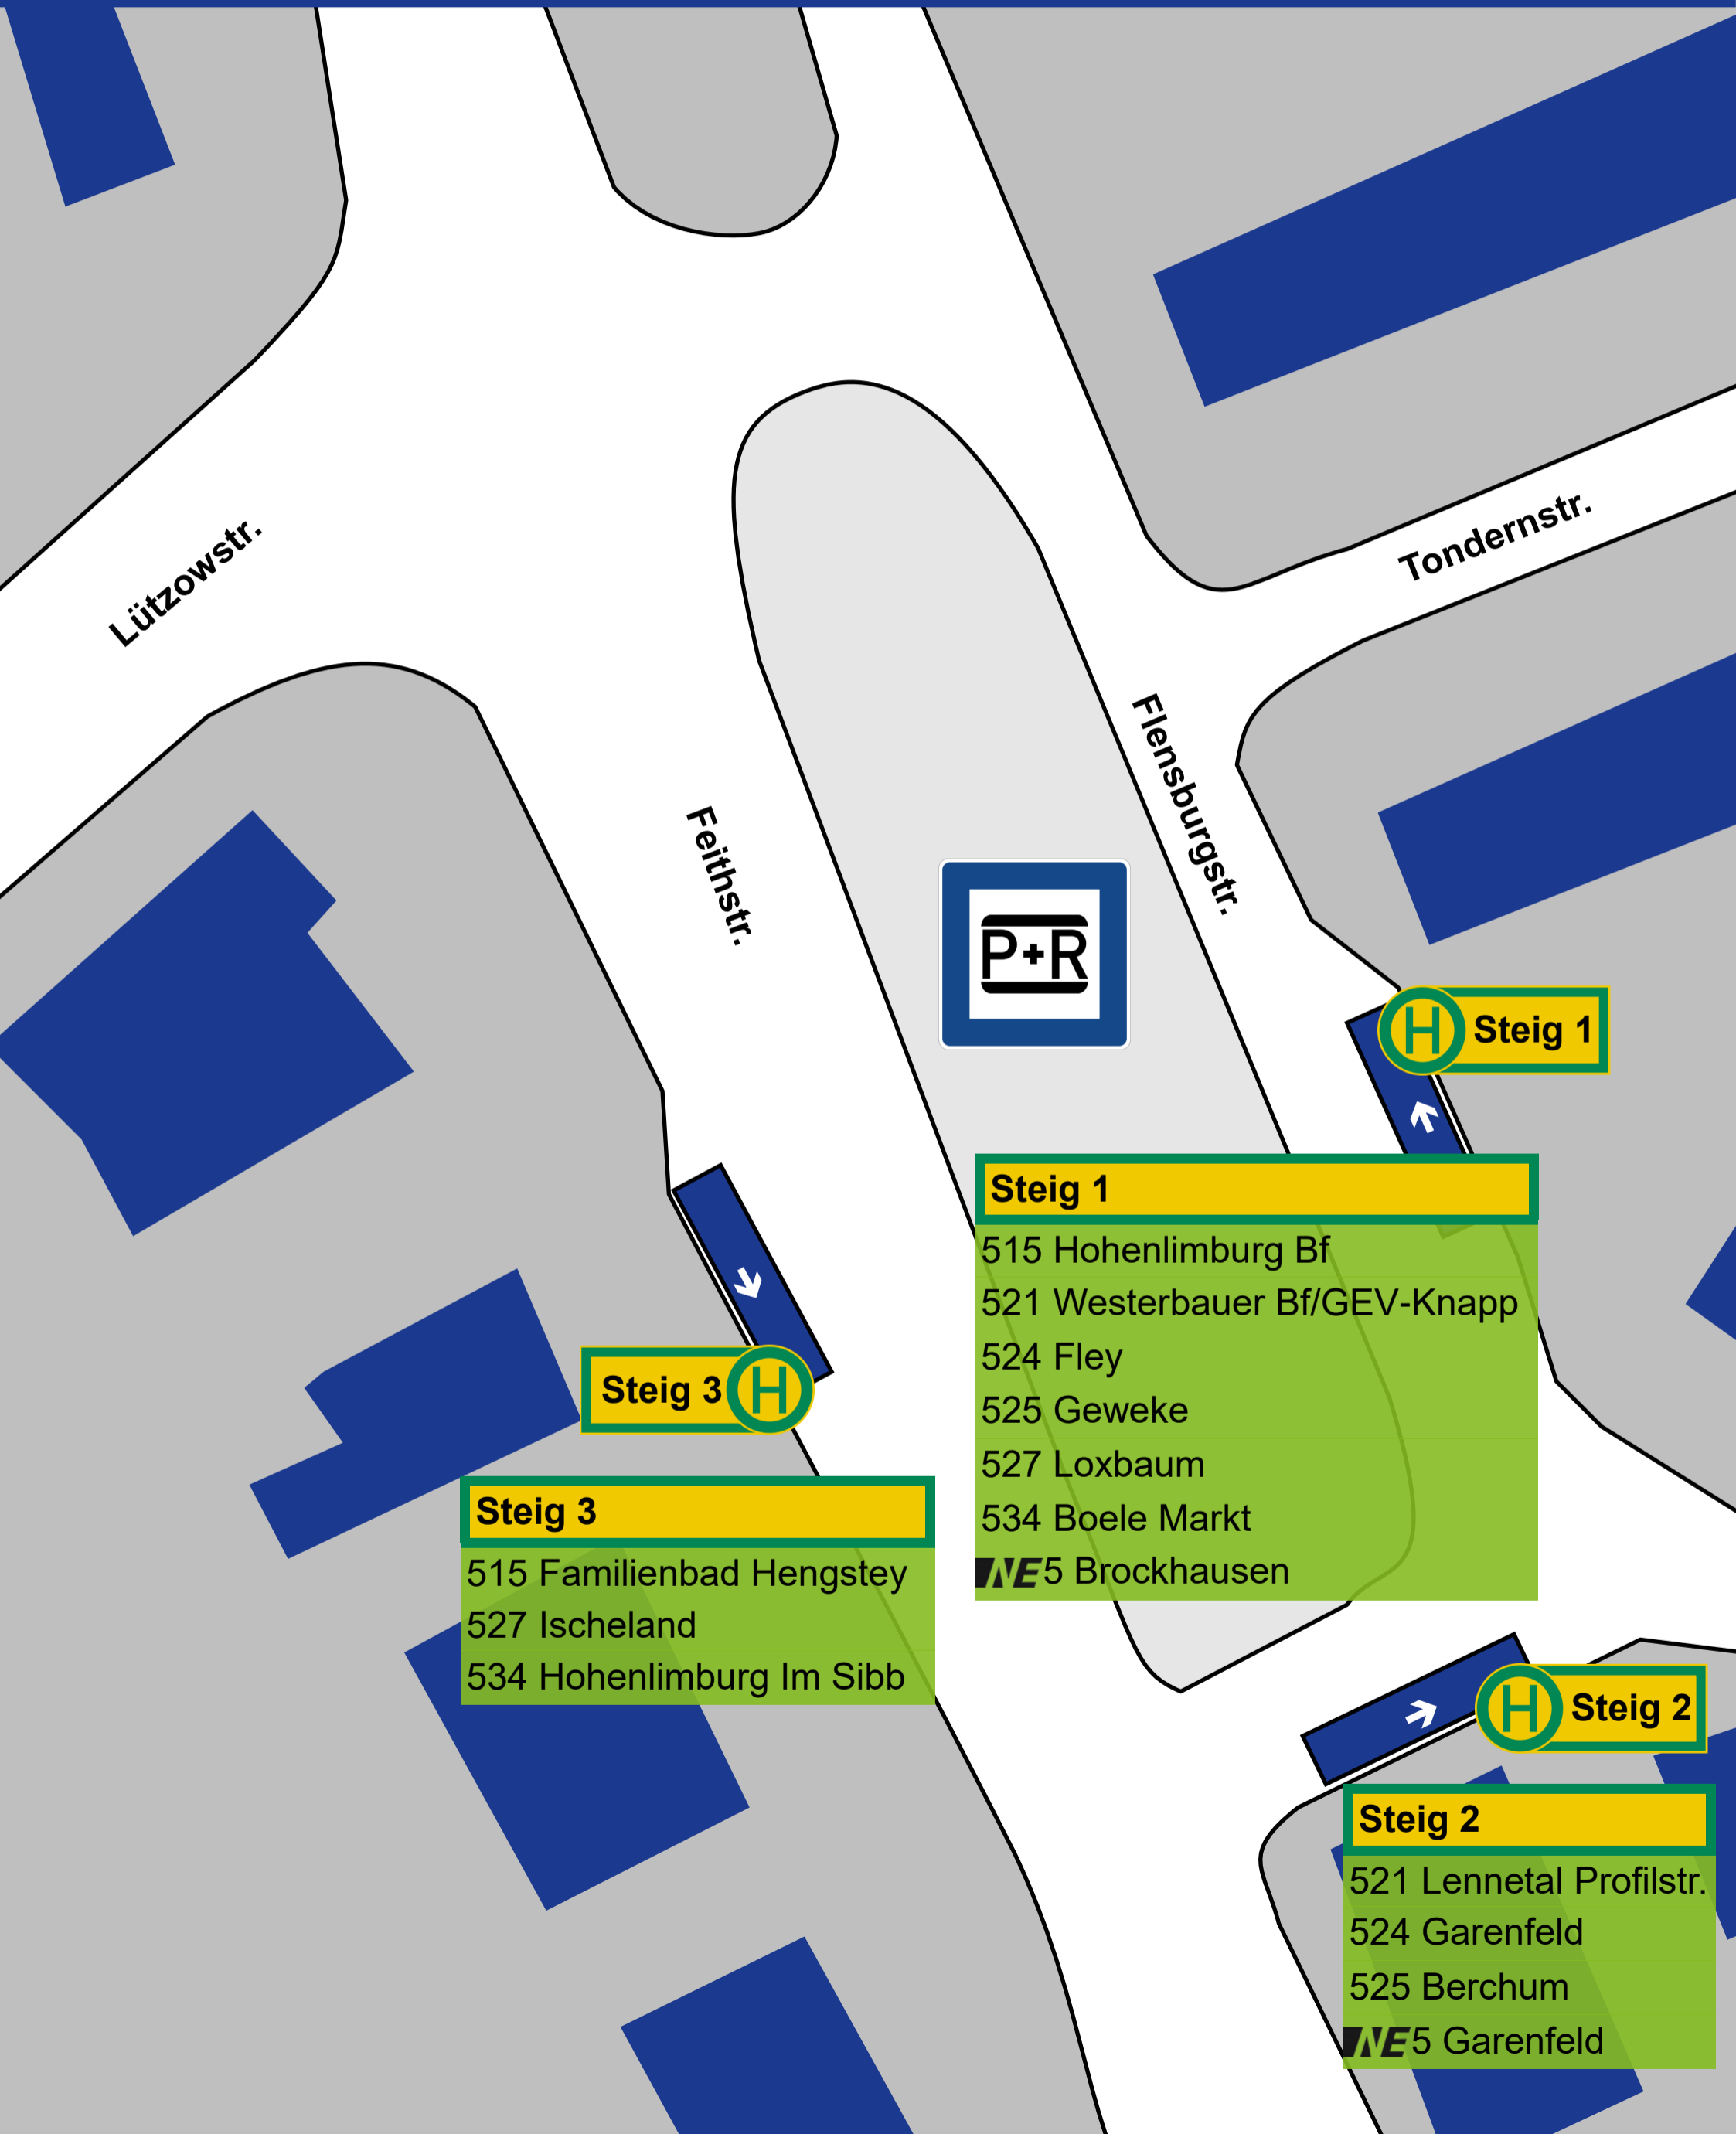 Lützowstr.
Tondernstr.
Flensburgstr.
Feithstr.
P+R
H Steig 1
Steig 1
515 Hohenlimburg Bf
521 Westerbauer Bf/GEV-Knapp
524 Fley
525 Geweke
527 Loxbaum
534 Boele Markt
NE5 Brockhausen
Steig 3 H
Steig 3
515 Familienbad Hengstey
527 Ischeland
534 Hohenlimburg Im Sibb
H Steig 2
Steig 2
521 Lennetal Profilstr.
524 Garenfeld
525 Berchum
NE5 Garenfeld